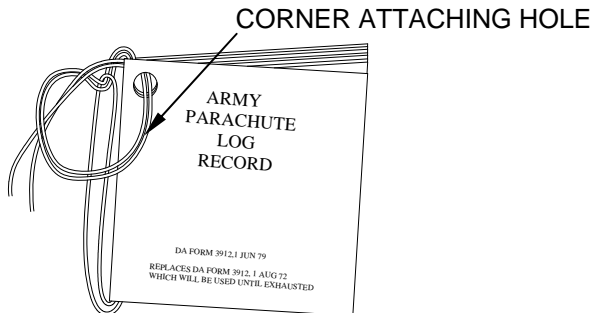 CORNER ATTACHING HOLE
ARMY
PARACHUTE
LOG
RECORD
DA FORM 3912,1 JUN 79
REPLACES DA FORM 3912, 1 AUG 72
WHICH WILL BE USED UNTIL EXHAUSTED